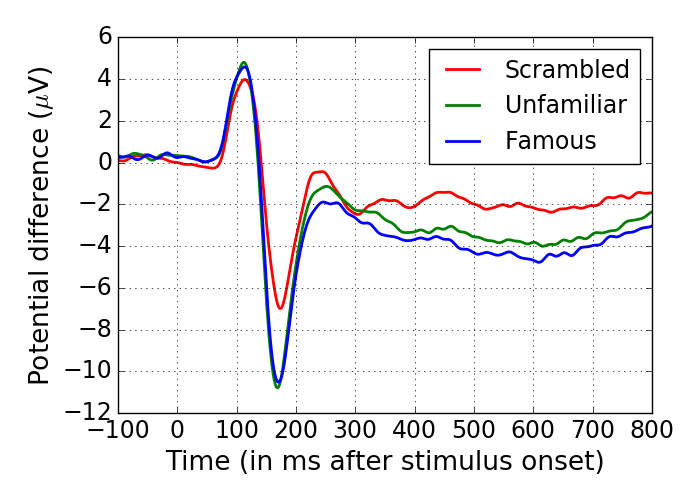 6
4
2
0
−2
−4
−6
−8
−10
−12
−100 0 100 200 300 400 500 600 700 800
Time (in ms after stimulus onset)
Potential difference (μV)
Scrambled
Unfamiliar
Famous